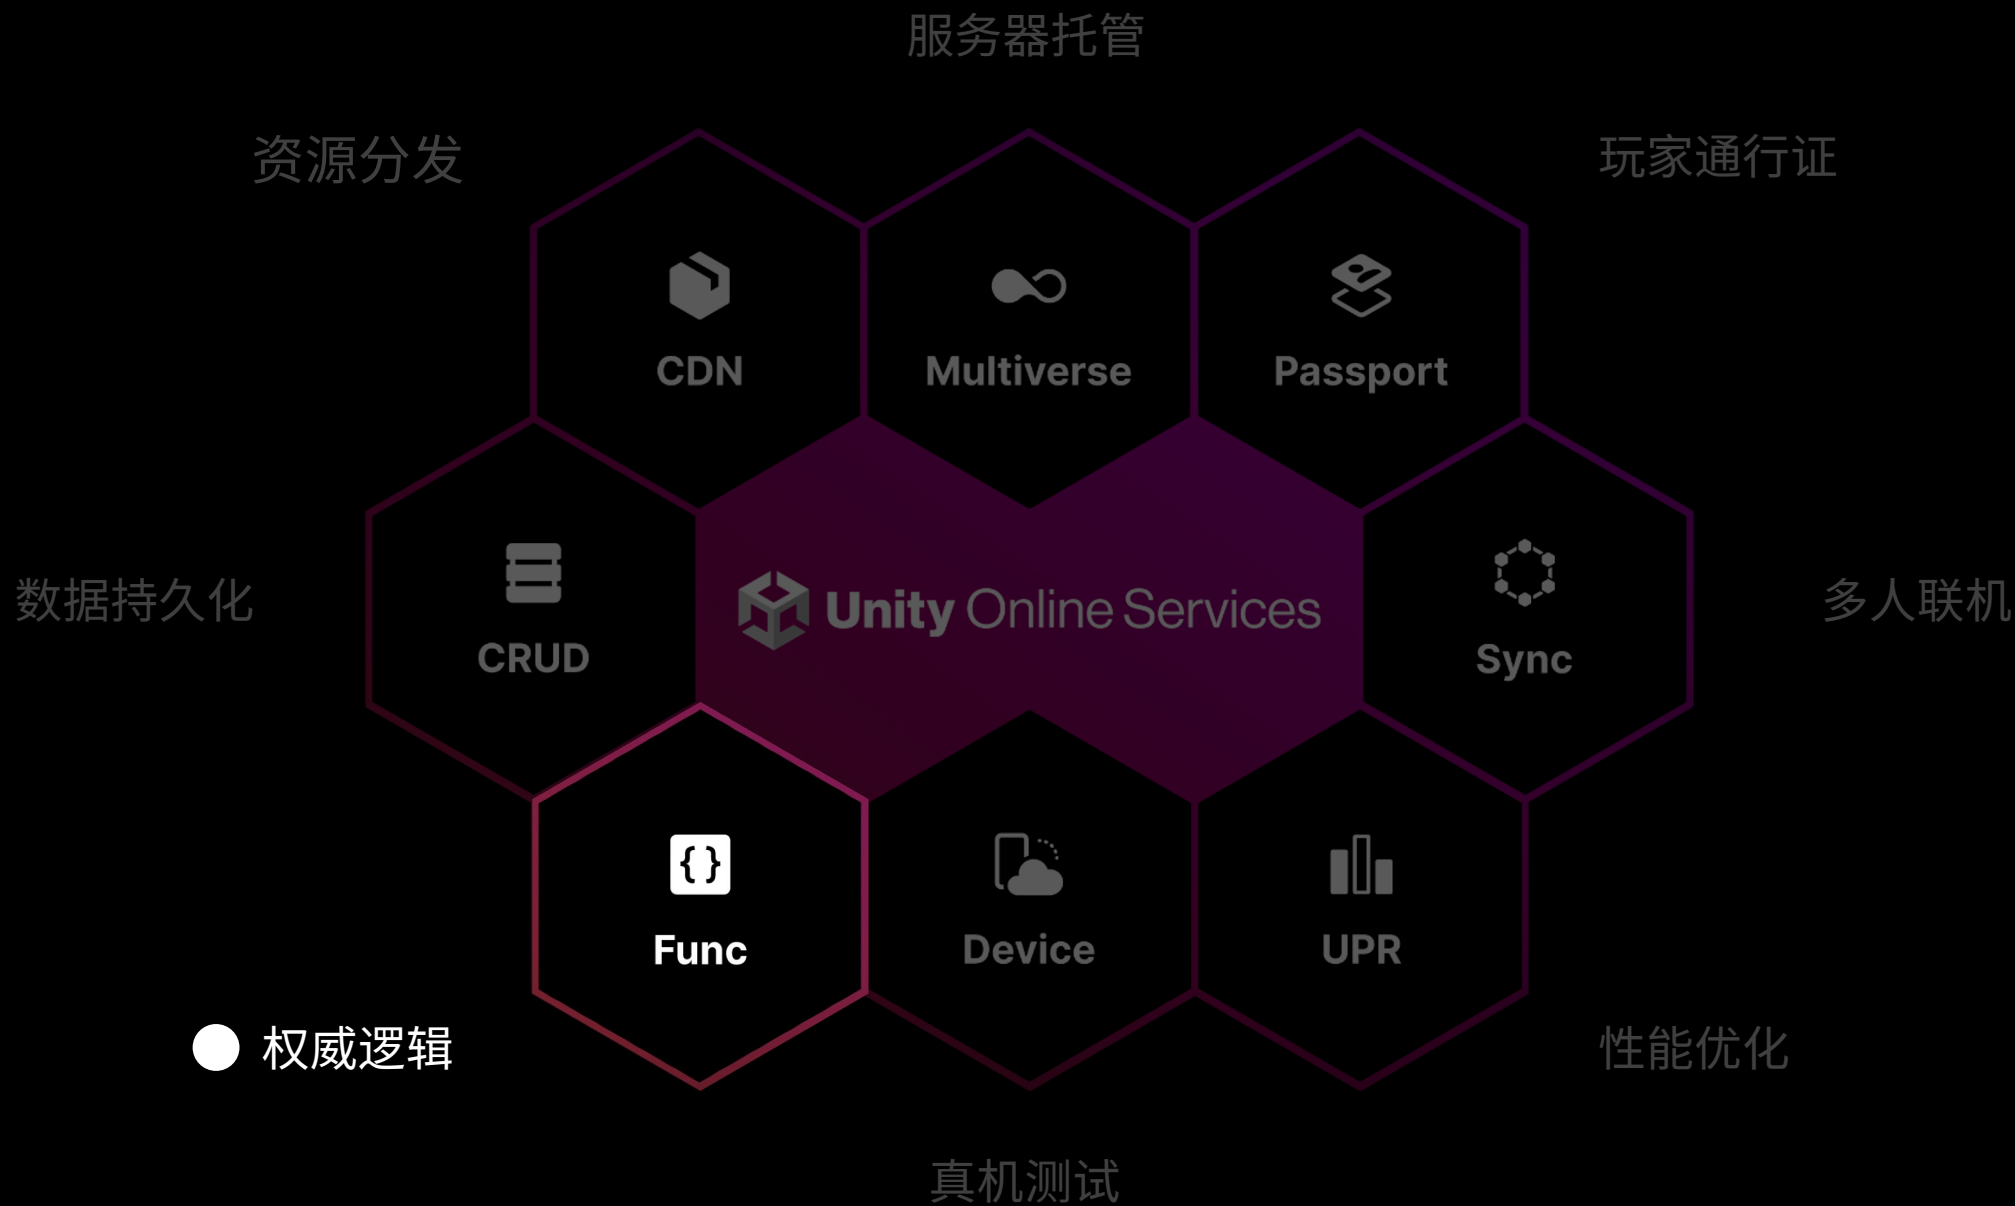 服务器托管
资源分发
玩家通行证
CDN
Multiverse
Passport
数据持久化
CRUD
Unity Online Services
Sync
多人联机
{ }
Func
Device
UPR
权威逻辑
性能优化
真机测试